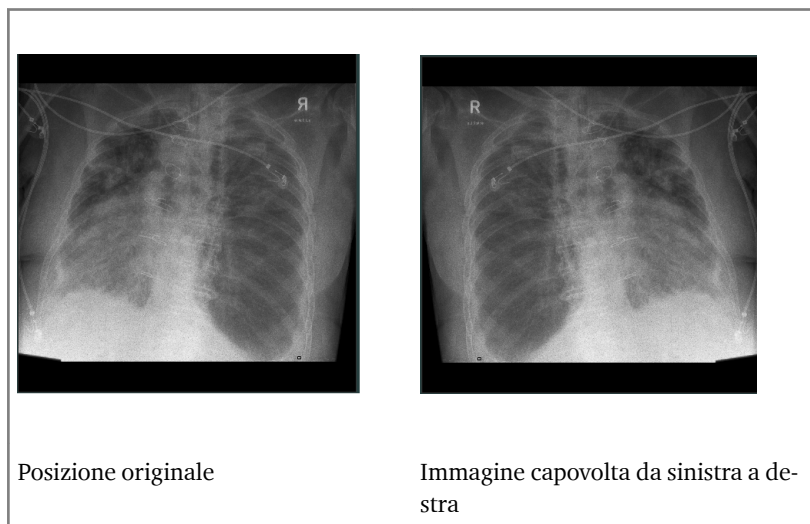 R
R
Posizione originale
Immagine capovolta da sinistra a de-
stra